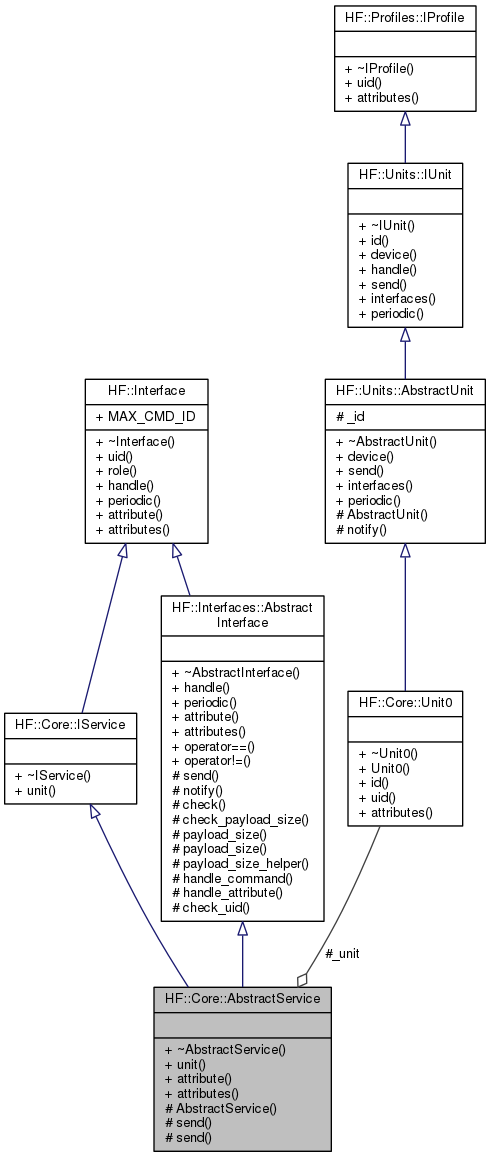 HF::Profiles::IProfile
+ ~IProfile()
+ uid()
+ attributes()
HF::Units::IUnit
+ ~IUnit()
+ id()
+ device()
+ handle()
+ send()
+ interfaces()
+ periodic()
HF::Interface
+ MAX_CMD_ID
+ ~Interface()
+ uid()
+ role()
+ handle()
+ periodic()
+ attribute()
+ attributes()
HF::Units::AbstractUnit
# _id
+ ~AbstractUnit()
+ device()
+ send()
+ interfaces()
+ periodic()
# AbstractUnit()
# notify()
HF::Interfaces::Abstract
Interface
+ ~AbstractInterface()
+ handle()
+ periodic()
+ attribute()
+ attributes()
+ operator==()
+ operator!=()
# send()
# notify()
# check()
# check_payload_size()
# payload_size()
# payload_size()
# payload_size_helper()
# handle_command()
# handle_attribute()
# check_uid()
HF::Core::IService
+ ~IService()
+ unit()
HF::Core::Unit0
+ ~Unit0()
+ Unit0()
+ id()
+ uid()
+ attributes()
#_unit
HF::Core::AbstractService
+ ~AbstractService()
+ unit()
+ attribute()
+ attributes()
# AbstractService()
# send()
# send()